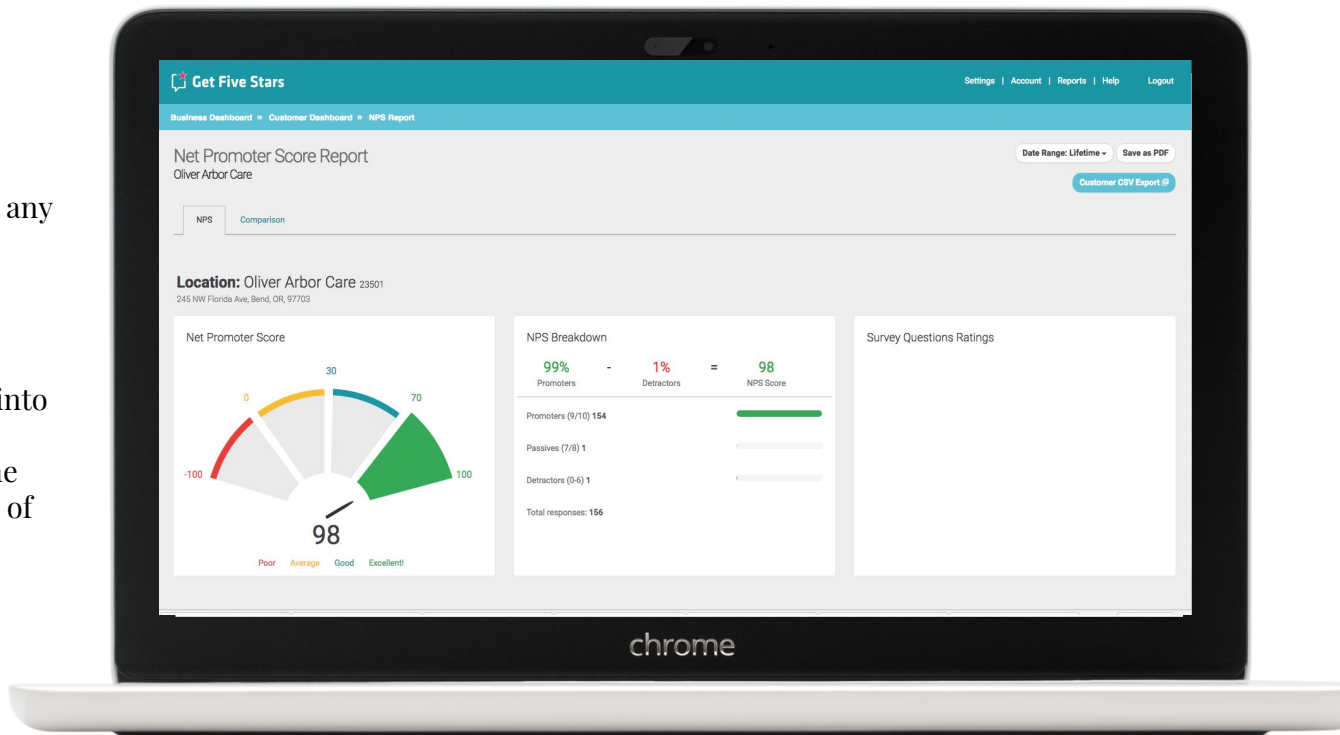 any
into
he
of
Get Five Stars
Settings | Account | Reports | Help Logout
Business Dashboard » Customer Dashboard » NPS Report
Net Promoter Score Report
Oliver Arbor Care
Date Range: Lifetime
Save as PDF
Customer CSV Export
NPS Comparison
Location: Oliver Arbor Care 23501
245 NW Florida Ave, Bend, OR, 97703
Net Promoter Score
30
0
70
-100
100
98
Poor Average Good Excellent!
NPS Breakdown
99% - 1% = 98
Promoters Detractors NPS Score
Promoters (9/10) 154
Passives (7/8) 1
Detractors (0-6) 1
Total responses: 156
Survey Questions Ratings
chrome